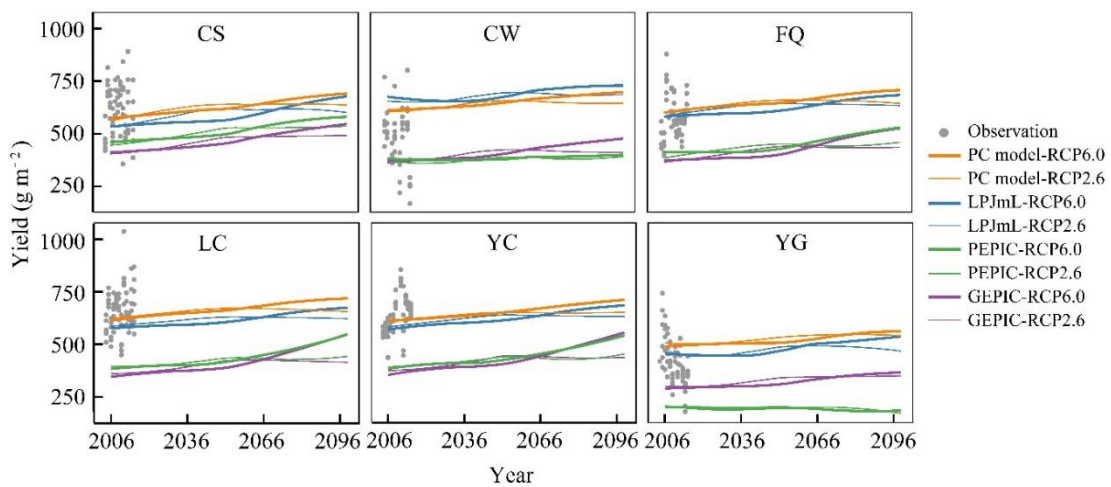 1000
750
500
250
CS
CW
FQ
1000
750
500
250
LC
YC
YG
Yield (g m⁻²)
2006 2036 2066 2096
2006 2036 2066 2096
2006 2036 2066 2096
Year
Observation
PC model-RCP6.0
PC model-RCP2.6
LPJmL-RCP6.0
LPJmL-RCP2.6
PEPIC-RCP6.0
PEPIC-RCP2.6
GEPIC-RCP6.0
GEPIC-RCP2.6